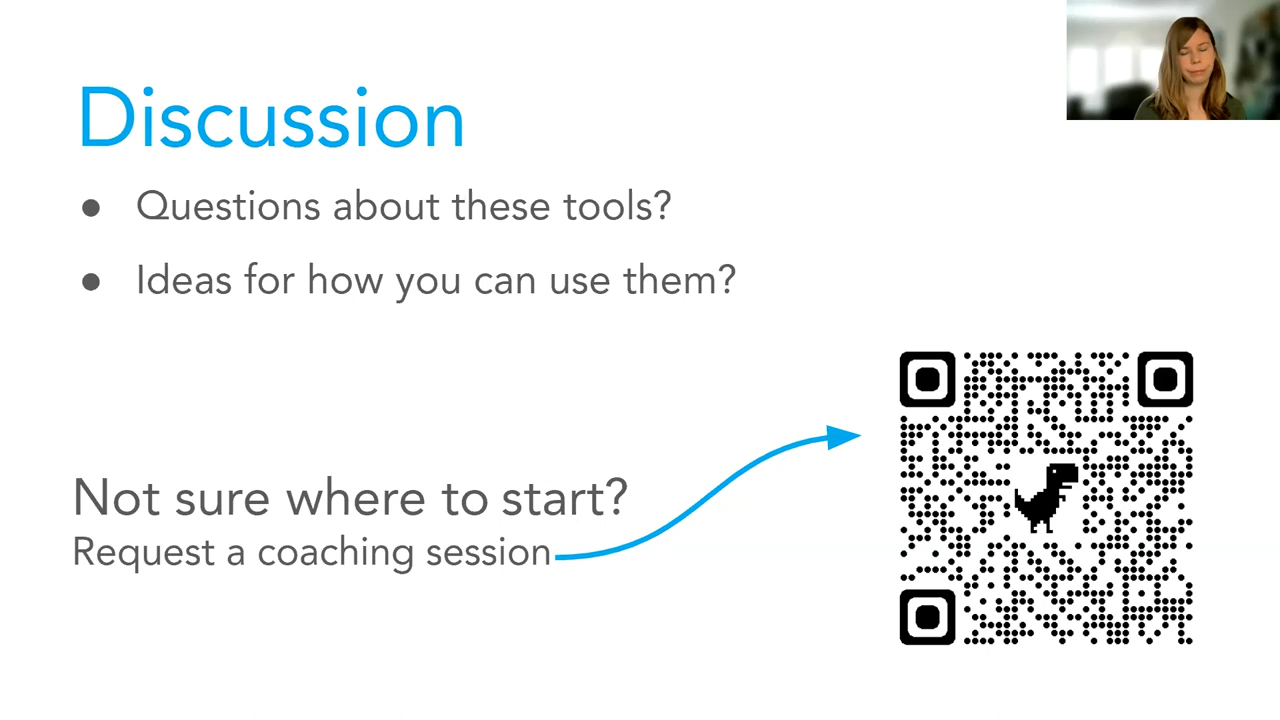 Discussion
● Questions about these tools?
● Ideas for how you can use them?
Not sure where to start?
Request a coaching session